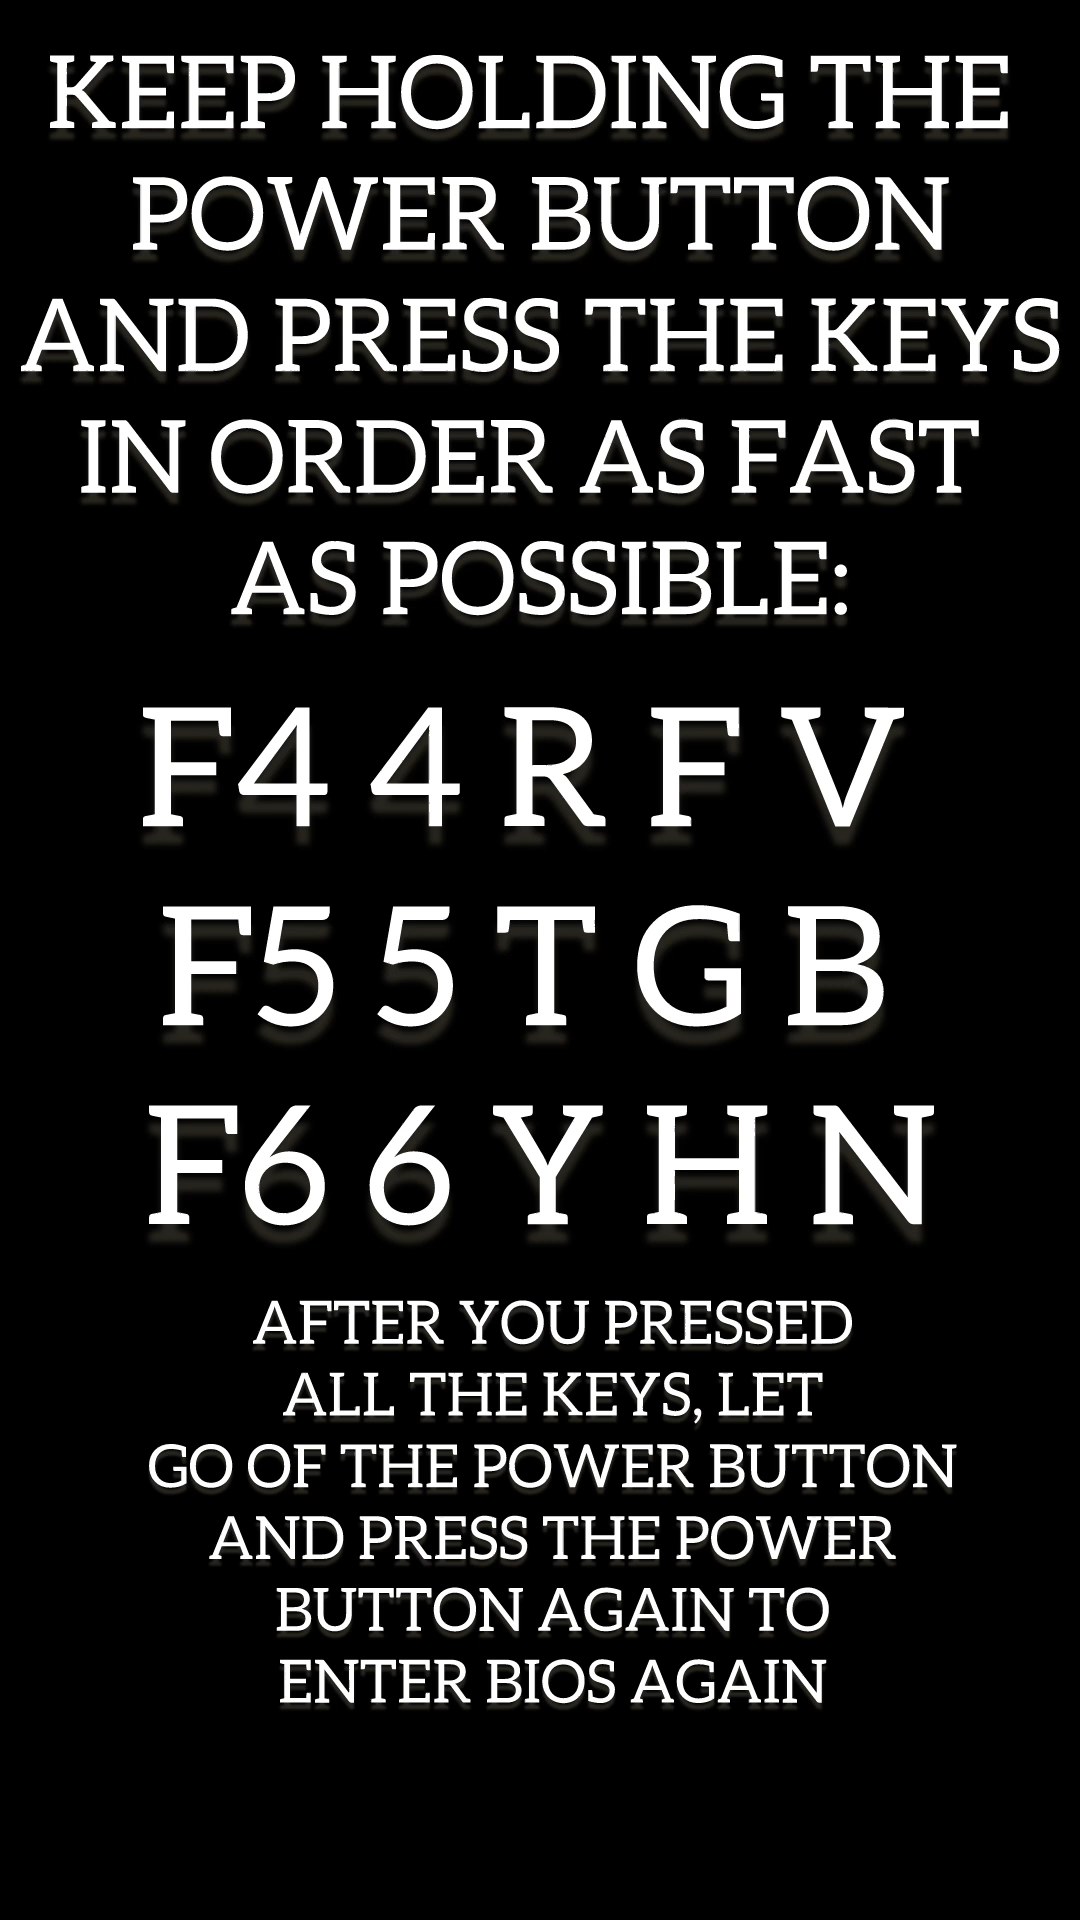 KEEP HOLDING THE
POWER BUTTON
AND PRESS THE KEYS
IN ORDER AS FAST
AS POSSIBLE:
F4 4 R F V
F5 5 T G B
F6 6 Y H N
AFTER YOU PRESSED
ALL THE KEYS, LET
GO OF THE POWER BUTTON
AND PRESS THE POWER
BUTTON AGAIN TO
ENTER BIOS AGAIN